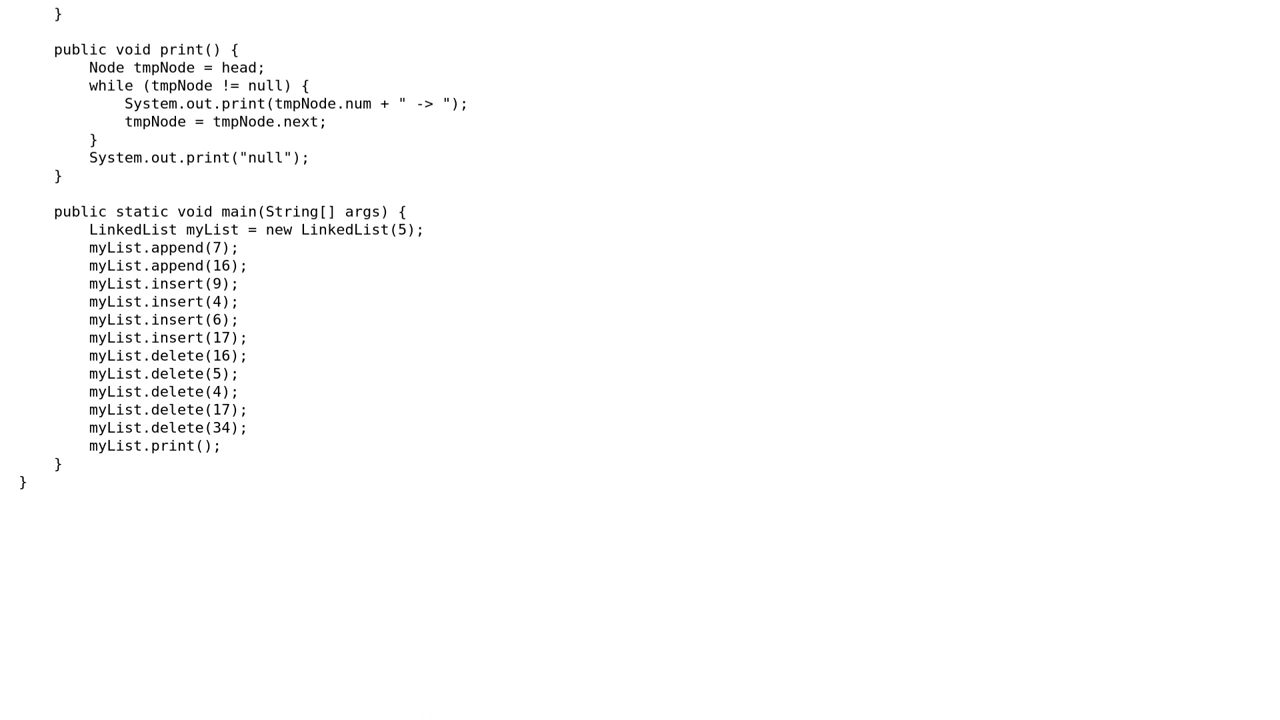 }

    public void print() {
        Node tmpNode = head;
        while (tmpNode != null) {
            System.out.print(tmpNode.num + " -> ");
            tmpNode = tmpNode.next;
        }
        System.out.print("null");
    }

    public static void main(String[] args) {
        LinkedList myList = new LinkedList(5);
        myList.append(7);
        myList.append(16);
        myList.insert(9);
        myList.insert(4);
        myList.insert(6);
        myList.insert(17);
        myList.delete(16);
        myList.delete(5);
        myList.delete(4);
        myList.delete(17);
        myList.delete(34);
        myList.print();
    }
}